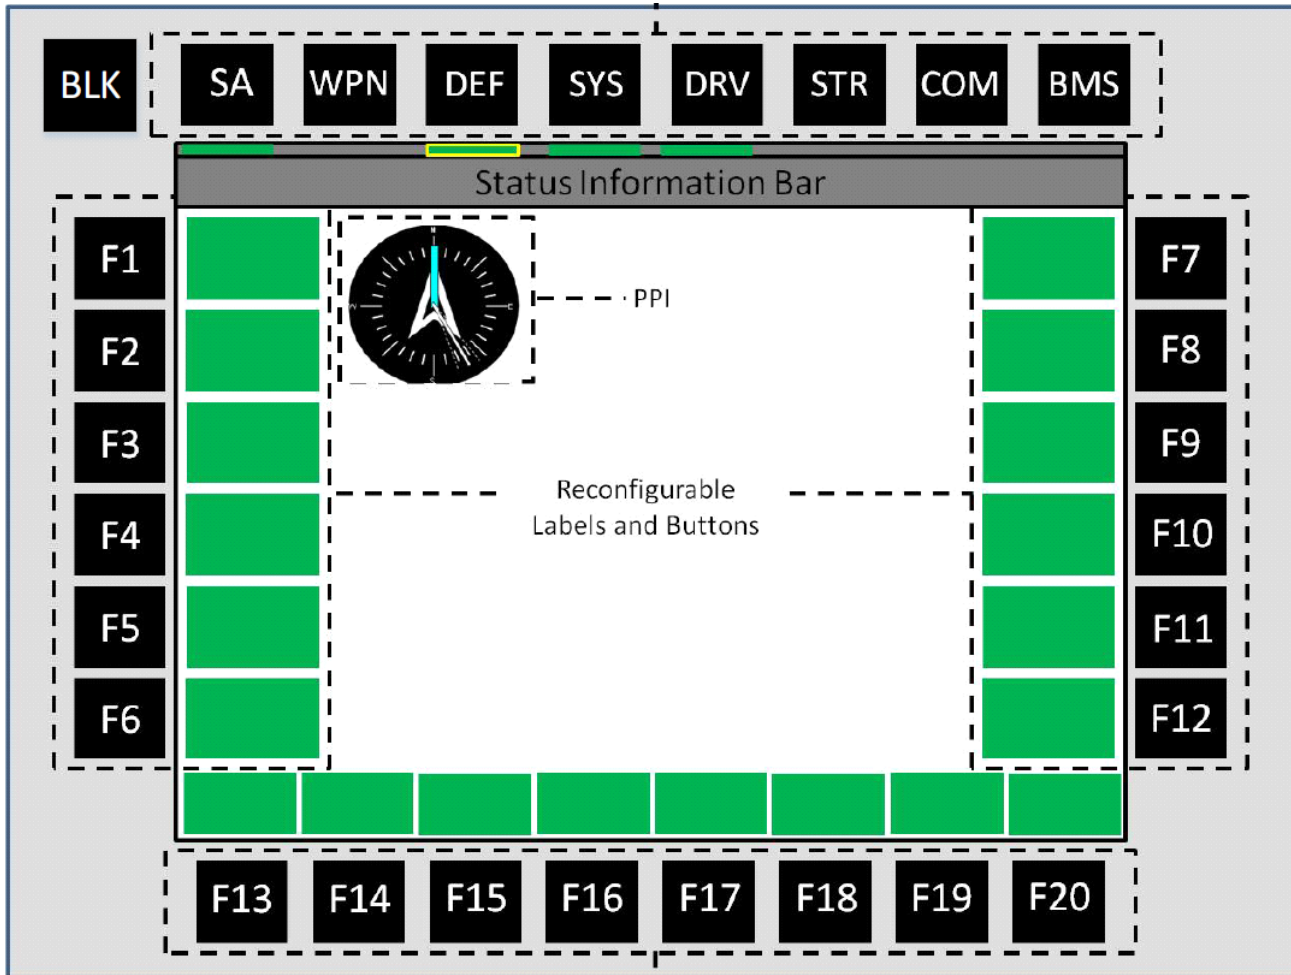 BLK
SA
WPN
DEF
SYS
DRV
STR
COM
BMS
Status Information Bar
F1
F2
F3
F4
F5
F6
PPI
Reconfigurable
Labels and Buttons
F7
F8
F9
F10
F11
F12
F13
F14
F15
F16
F17
F18
F19
F20